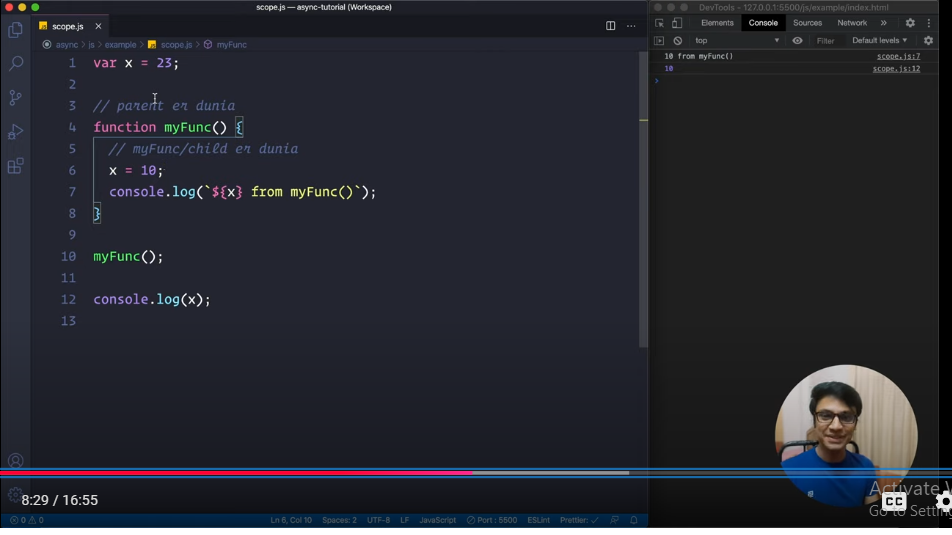 scope.js — async-tutorial (Workspace)
DevTools - 127.0.0.1:5500/js/example/index.html
scope.js
Elements Console Sources Network
async > js > example > scope.js > myFunc
top Filter Default levels
1 var x = 23;
2
3 // parent er dunia
4 function myFunc() {
5 // myFunc/child er dunia
6 x = 10;
7 console.log(`${x} from myFunc()`);
8 }
9
10 myFunc();
11
12 console.log(x);
13
10 from myFunc() scope.js:7
10 scope.js:12
8:29 / 16:55
Activate
CC
Go to Settin
0 0 Ln 6, Col 10 Spaces: 2 UTF-8 LF JavaScript Port : 5500 ESLint Prettier: ✓